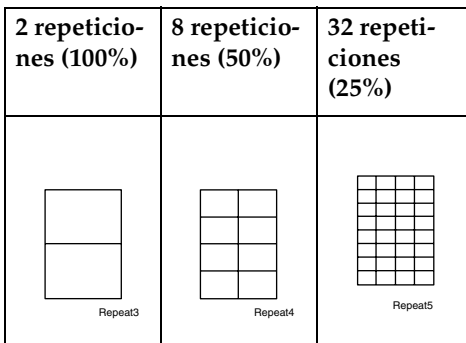 2 repeticio-
nes (100%)
8 repeticio-
nes (50%)
32 repeti-
ciones
(25%)
Repeat3
Repeat4
Repeat5